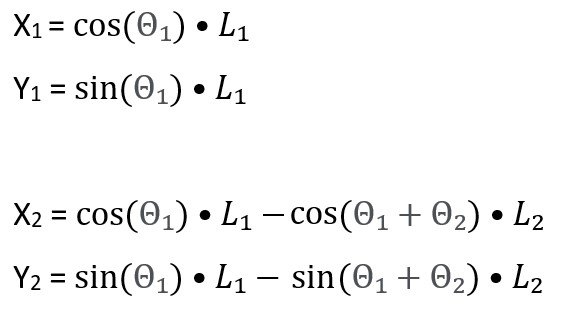 X₁ = cos(Θ₁) • L₁
Y₁ = sin(Θ₁) • L₁
X₂ = cos(Θ₁) • L₁ − cos(Θ₁ + Θ₂) • L₂
Y₂ = sin(Θ₁) • L₁ − sin(Θ₁ + Θ₂) • L₂